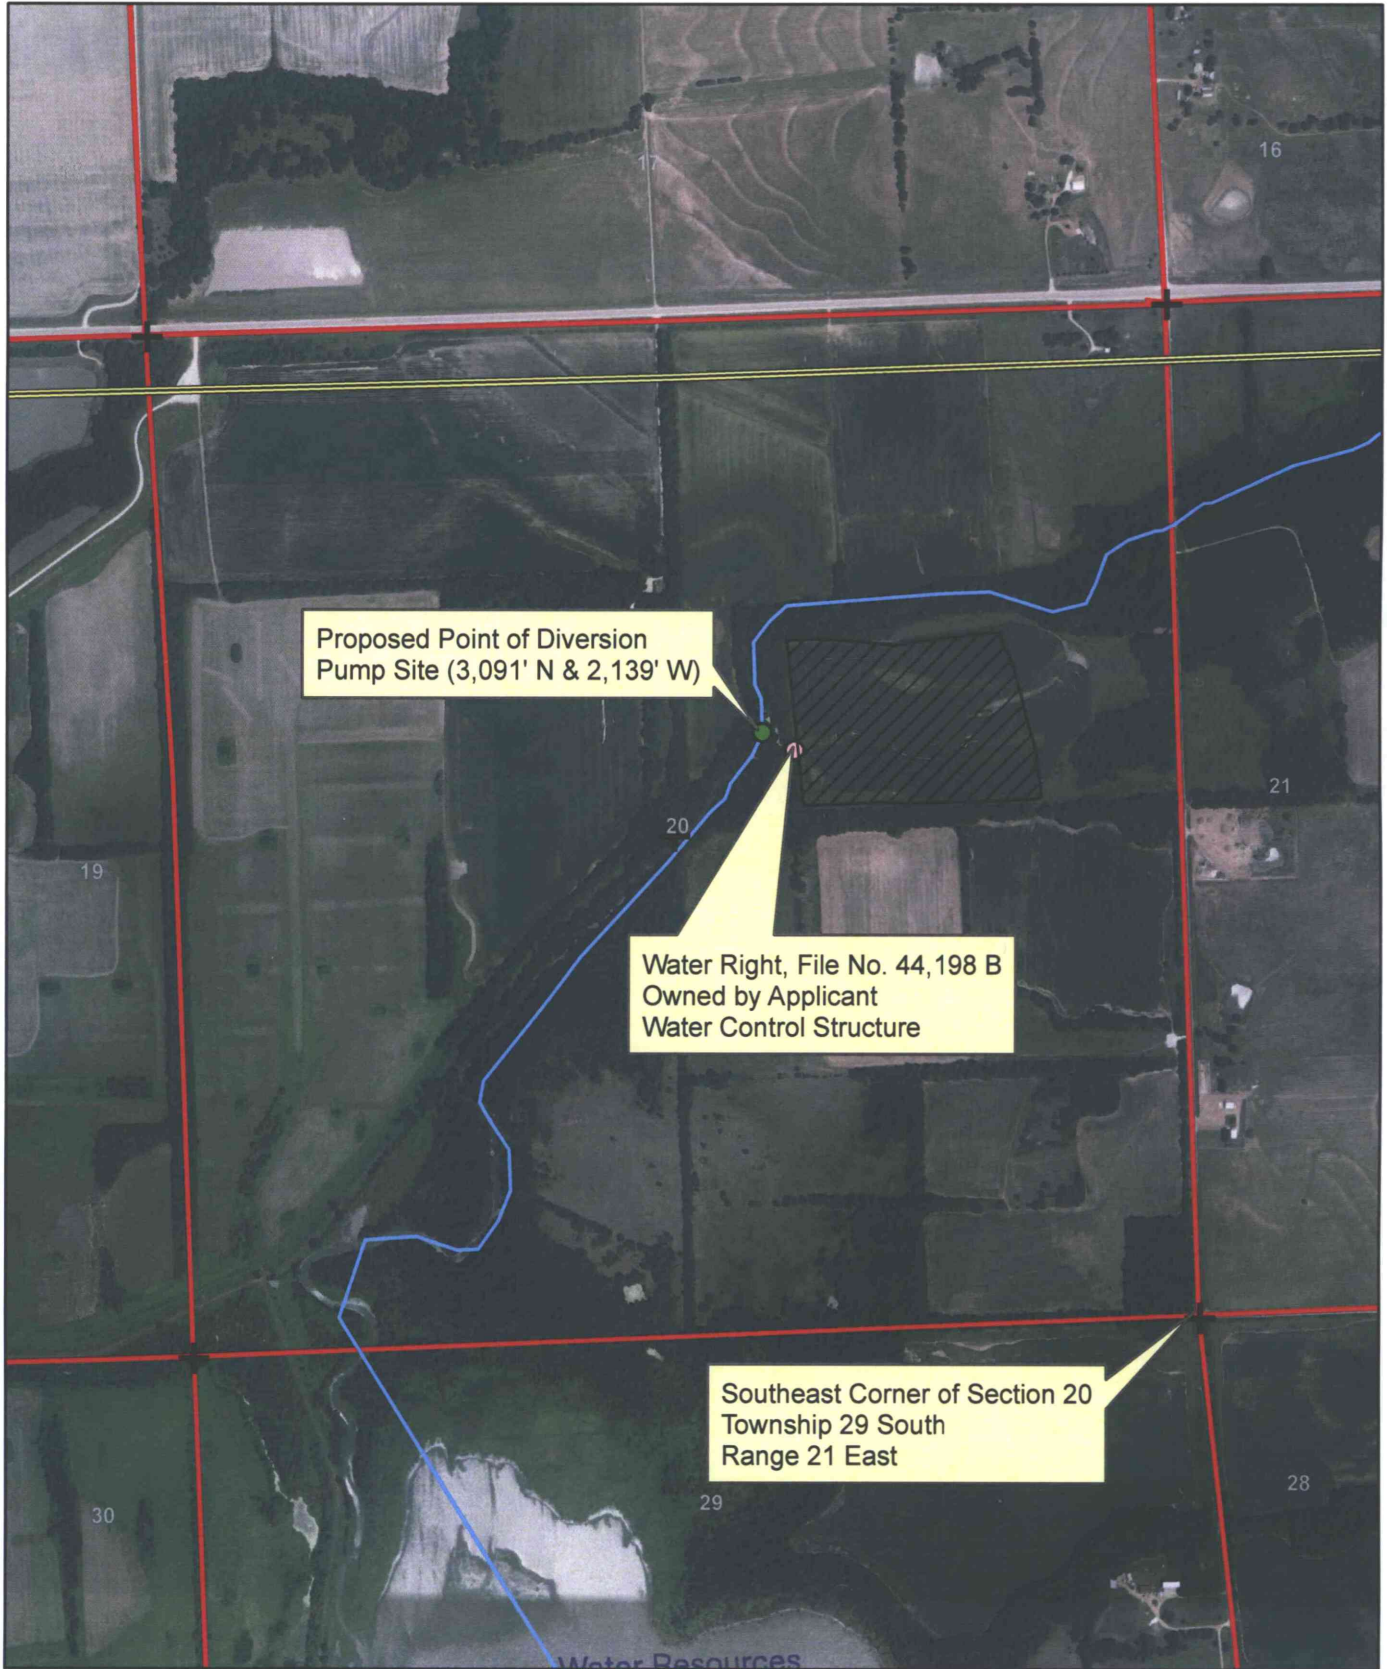 17
16
Proposed Point of Diversion
Pump Site (3,091' N & 2,139' W)
21
20
19
Water Right, File No. 44,198 B
Owned by Applicant
Water Control Structure
Southeast Corner of Section 20
Township 29 South
Range 21 East
28
29
30
Water Resources